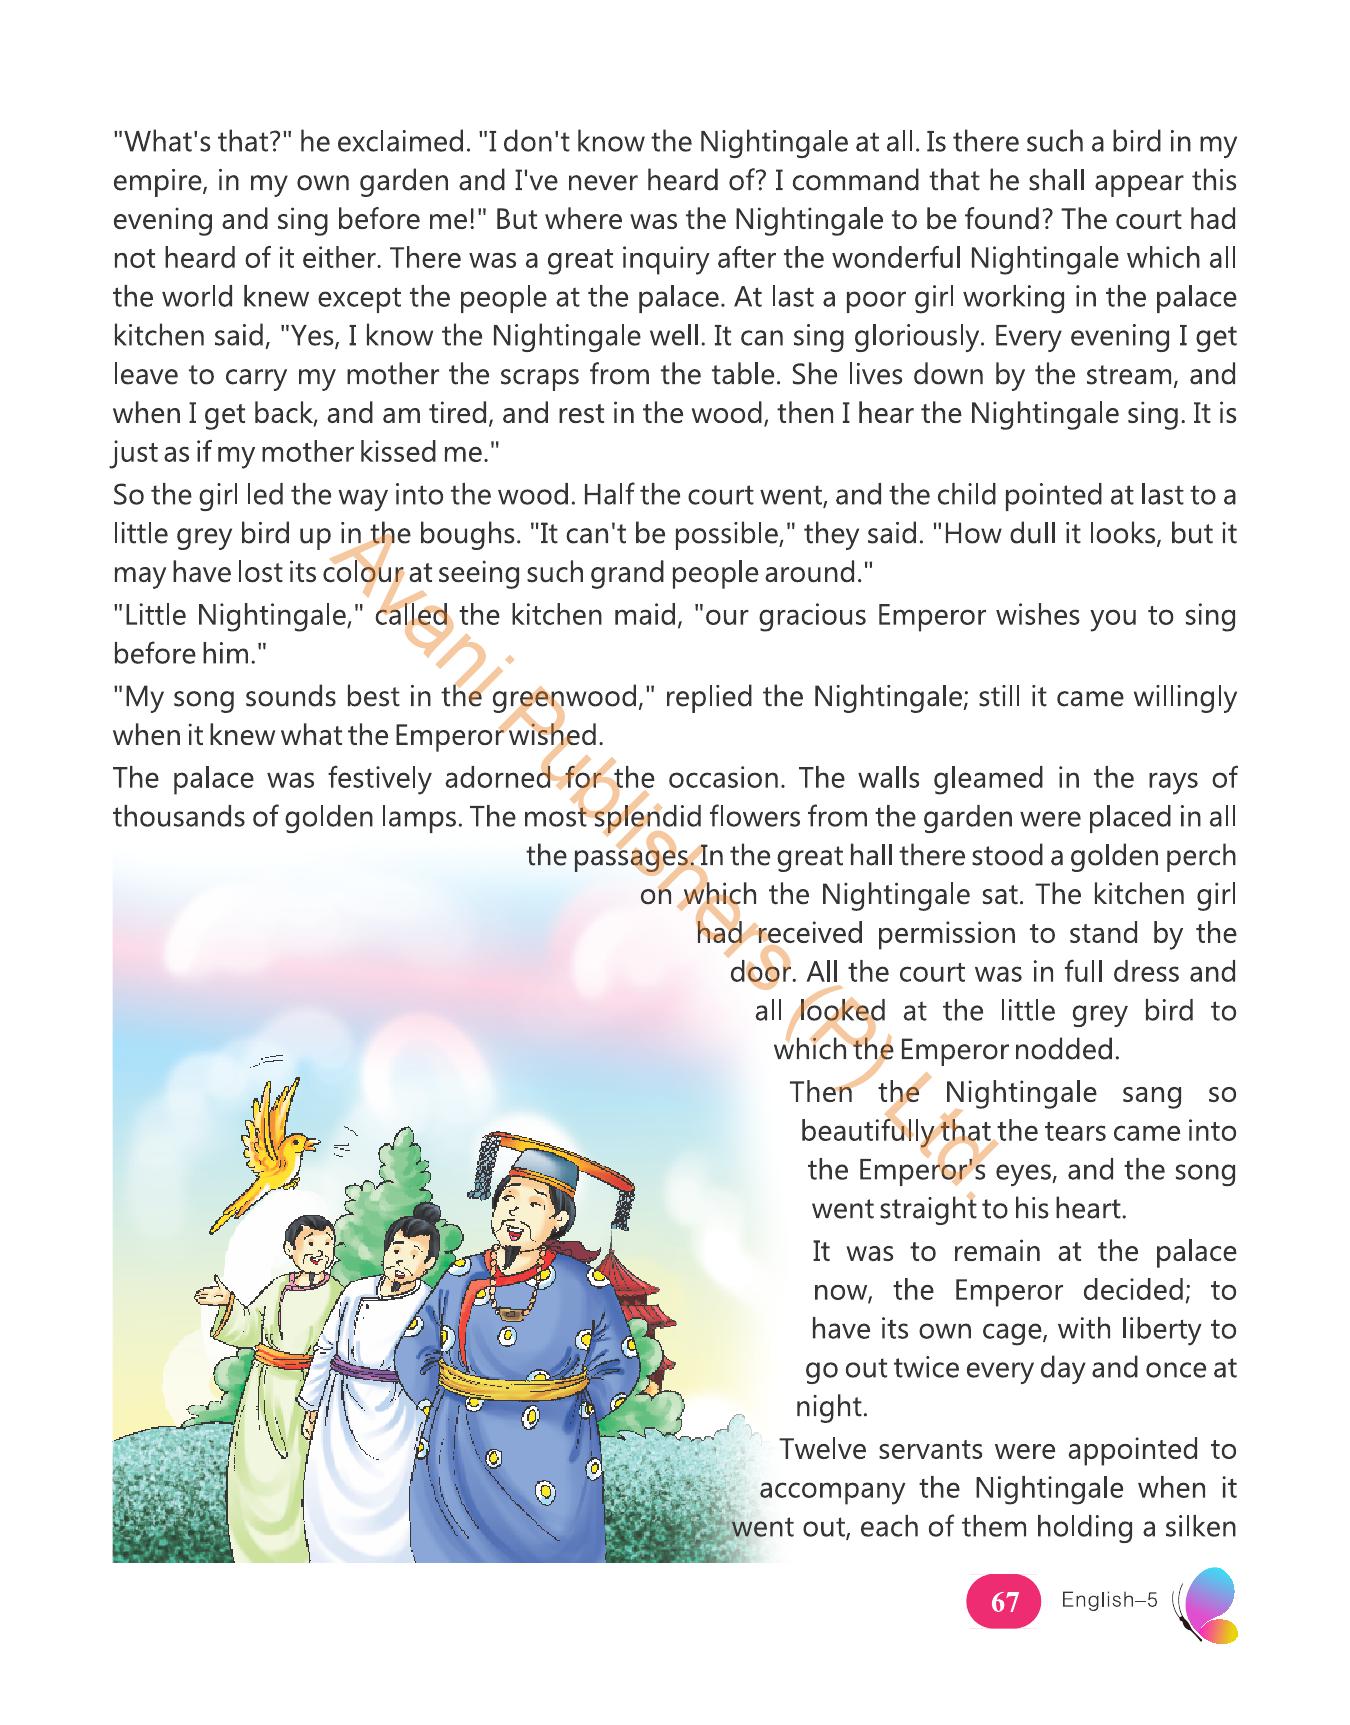 "What's that?" he exclaimed. "I don't know the Nightingale at all. Is there such a bird in my
empire, in my own garden and I've never heard of? I command that he shall appear this
evening and sing before me!" But where was the Nightingale to be found? The court had
not heard of it either. There was a great inquiry after the wonderful Nightingale which all
the world knew except the people at the palace. At last a poor girl working in the palace
kitchen said, "Yes, I know the Nightingale well. It can sing gloriously. Every evening I get
leave to carry my mother the scraps from the table. She lives down by the stream, and
when I get back, and am tired, and rest in the wood, then I hear the Nightingale sing. It is
just as if my mother kissed me."
So the girl led the way into the wood. Half the court went, and the child pointed at last to a
little grey bird up in the boughs. "It can't be possible," they said. "How dull it looks, but it
may have lost its colour at seeing such grand people around."
"Little Nightingale," called the kitchen maid, "our gracious Emperor wishes you to sing
before him."
"My song sounds best in the greenwood," replied the Nightingale; still it came willingly
when it knew what the Emperor wished.
The palace was festively adorned for the occasion. The walls gleamed in the rays of
thousands of golden lamps. The most splendid flowers from the garden were placed in all
the passages. In the great hall there stood a golden perch
on which the Nightingale sat. The kitchen girl
had received permission to stand by the
door. All the court was in full dress and
all looked at the little grey bird to
which the Emperor nodded.
Then the Nightingale sang so
beautifully that the tears came into
the Emperor's eyes, and the song
went straight to his heart.
It was to remain at the palace
now, the Emperor decided; to
have its own cage, with liberty to
go out twice every day and once at
night.
Twelve servants were appointed to
accompany the Nightingale when it
went out, each of them holding a silken
Avani Publishers (P) Ltd.
67
English–5